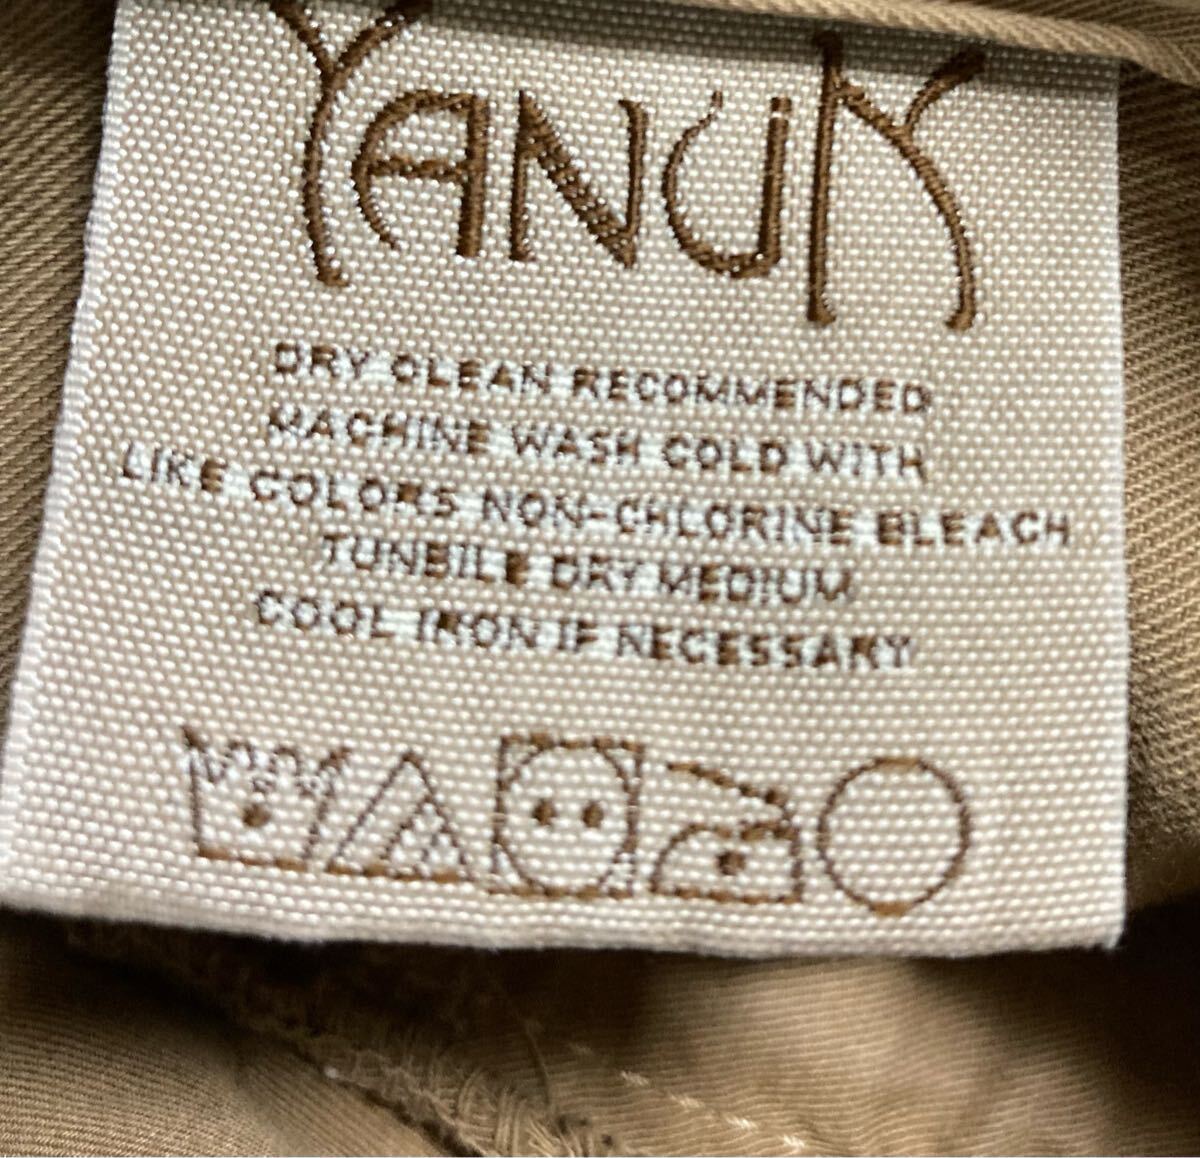 YANUK
DRY CLEAN RECOMMENDED
MACHINE WASH COLD WITH
LIKE COLORS NON-CHLORINE BLEACH
TUNBILE DRY MEDIUM
COOL IRON IF NECESSARY